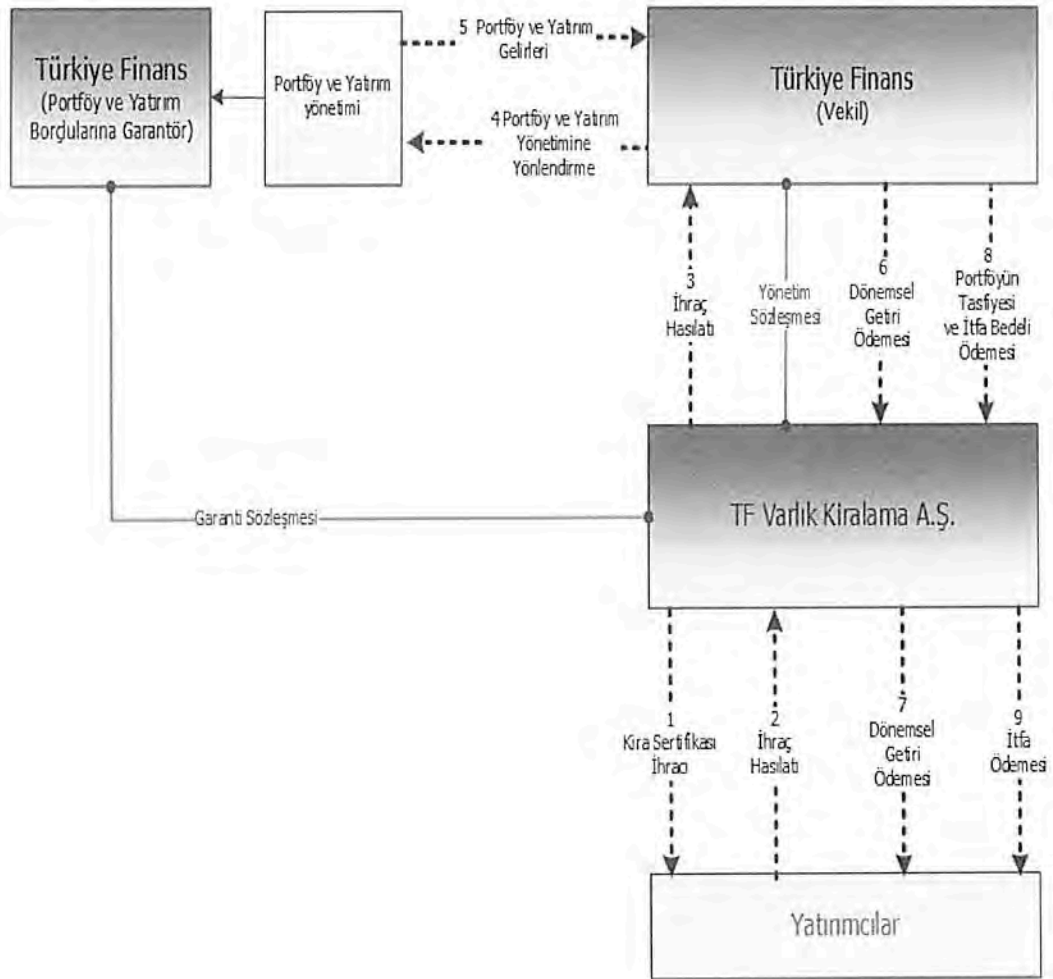 Türkiye Finans
(Portföy ve Yatırım
Borçlularına Garantör)
Portföy ve Yatırım
yönetimi
5 Portföy ve Yatırım
Gelirleri
4 Portföy ve Yatırım
Yönetimine
Yönlendirme
Türkiye Finans
(Vekil)
3
İhraç
Hasılatı
Yönetim
Sözleşmesi
6
Dönemsel
Getiri
Ödemesi
8
Portföyün
Tasfiyesi
ve İtfa Bedeli
Ödemesi
Garanti Sözleşmesi
TF Varlık Kiralama A.Ş.
1
Kira Sertifikası
İhracı
2
İhraç
Hasılatı
7
Dönemsel
Getiri
Ödemesi
9
İtfa
Ödemesi
Yatırımcılar